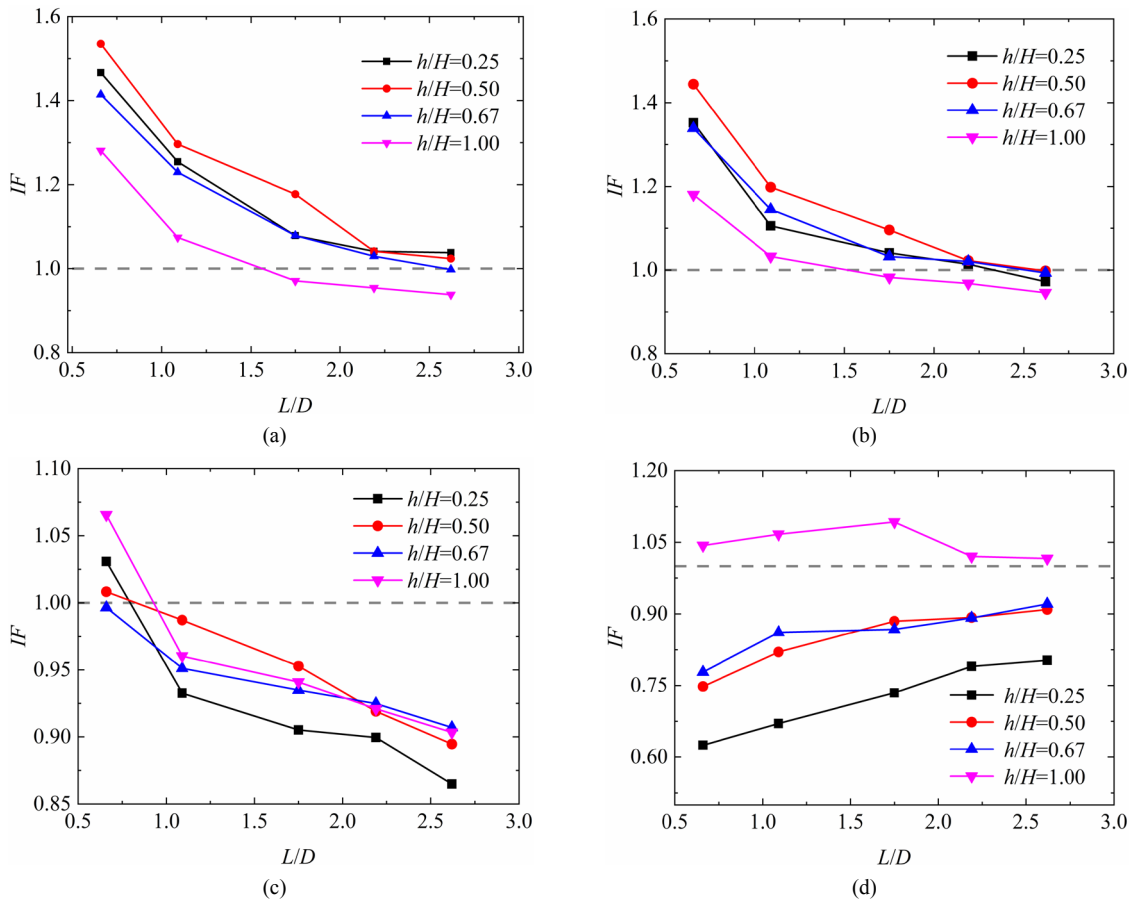 1.6
1.4
1.2
1.0
0.8
IF
0.5 1.0 1.5 2.0 2.5 3.0
L/D
h/H=0.25
h/H=0.50
h/H=0.67
h/H=1.00
(a)
1.6
1.4
1.2
1.0
0.8
IF
0.5 1.0 1.5 2.0 2.5 3.0
L/D
h/H=0.25
h/H=0.50
h/H=0.67
h/H=1.00
(b)
1.10
1.05
1.00
0.95
0.90
0.85
IF
0.5 1.0 1.5 2.0 2.5 3.0
L/D
h/H=0.25
h/H=0.50
h/H=0.67
h/H=1.00
(c)
1.20
1.05
0.90
0.75
0.60
IF
0.5 1.0 1.5 2.0 2.5 3.0
L/D
h/H=0.25
h/H=0.50
h/H=0.67
h/H=1.00
(d)